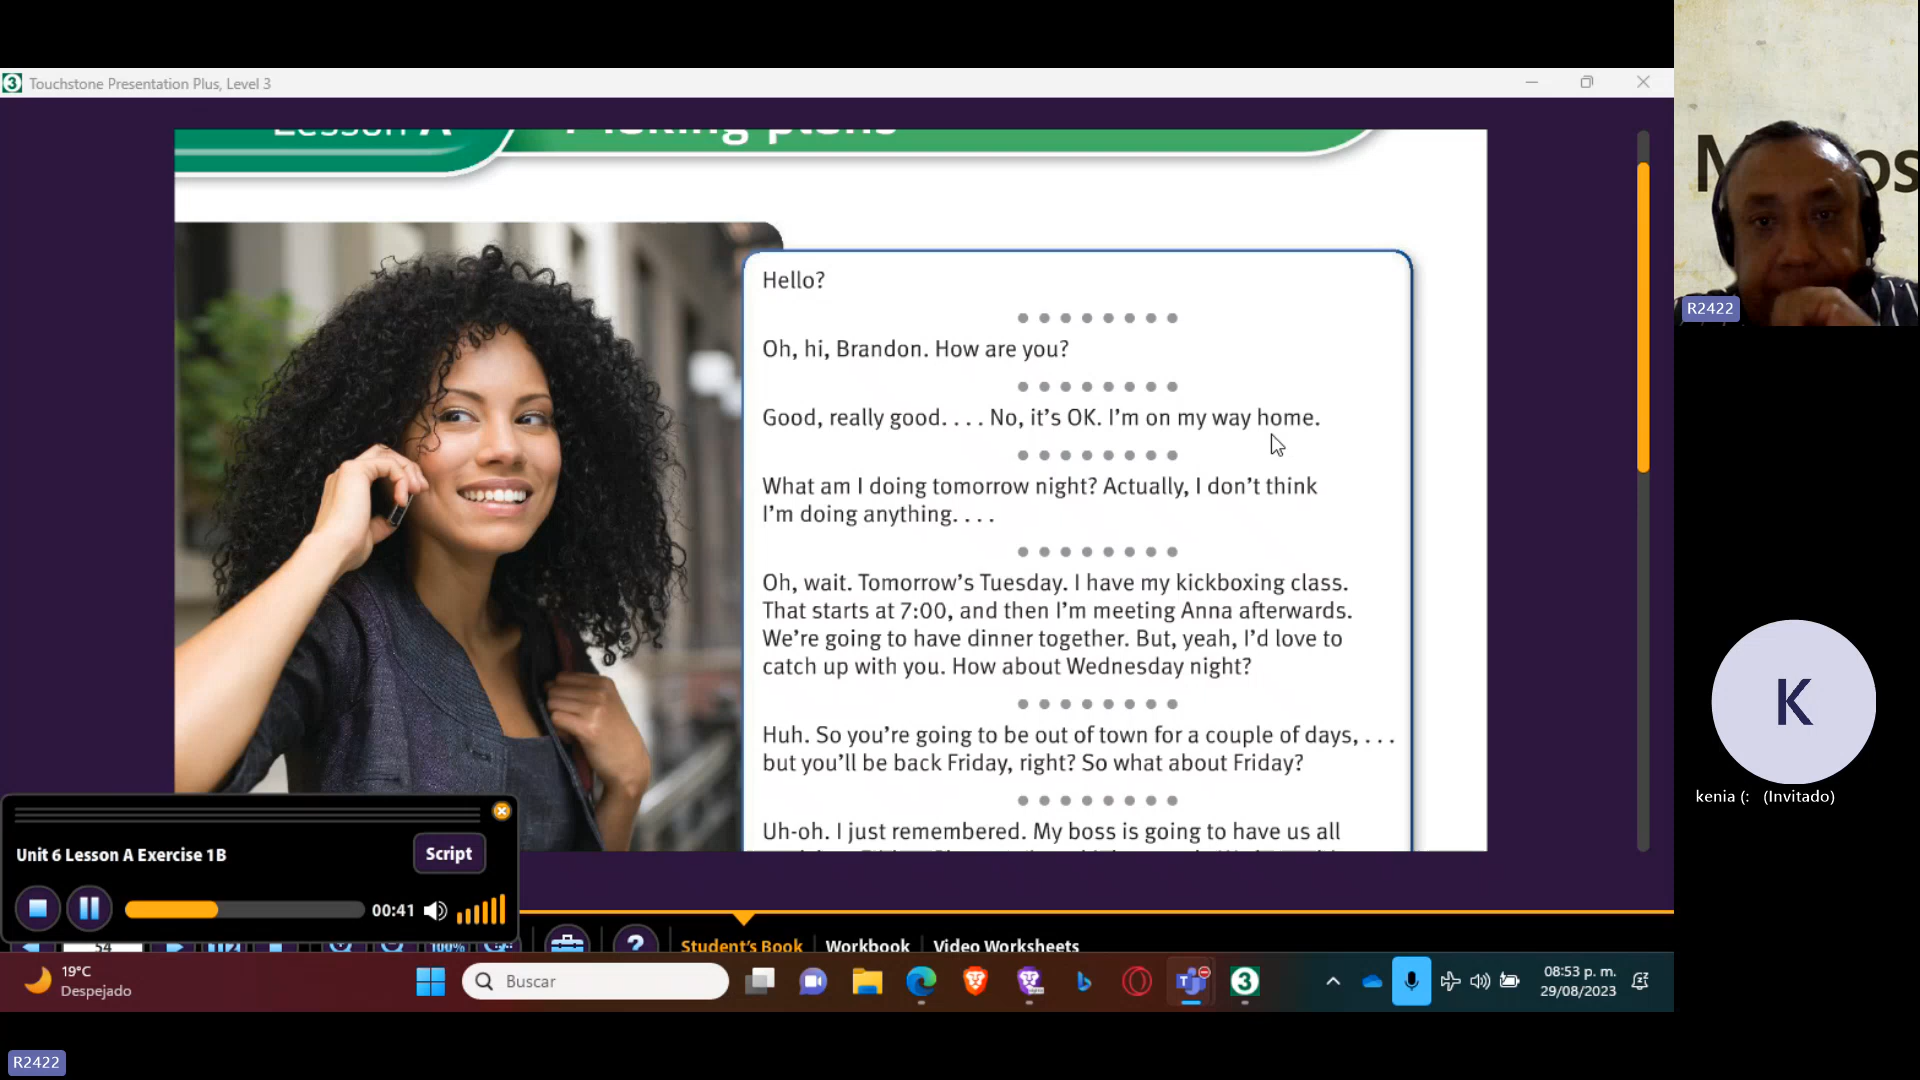 Touchstone Presentation Plus, Level 3
Lesson A
Making plans
Hello?
Oh, hi, Brandon. How are you?
Good, really good. . . . No, it's OK. I'm on my way home.
What am I doing tomorrow night? Actually, I don't think
I'm doing anything. . . .
Oh, wait. Tomorrow's Tuesday. I have my kickboxing class.
That starts at 7:00, and then I'm meeting Anna afterwards.
We're going to have dinner together. But, yeah, I'd love to
catch up with you. How about Wednesday night?
Huh. So you're going to be out of town for a couple of days, . . .
but you'll be back Friday, right? So what about Friday?
Uh-oh. I just remembered. My boss is going to have us all
Unit 6 Lesson A Exercise 1B
Script
00:41
54
100%
?
Student's Book
Workbook
Video Worksheets
19°C
Despejado
Buscar
3
08:53 p. m.
29/08/2023
R2422
K
kenia (: (Invitado)
R2422